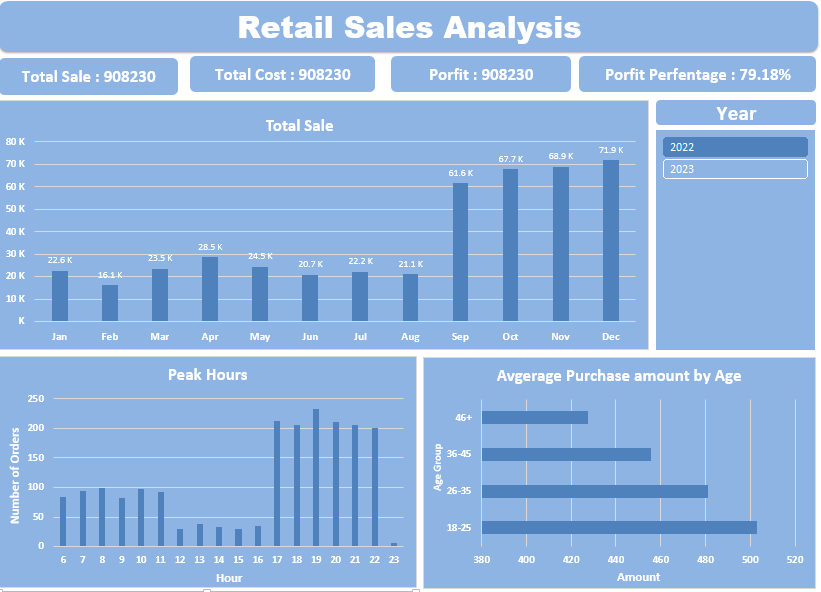 Retail Sales Analysis
Total Sale : 908230
Total Cost : 908230
Porfit : 908230
Porfit Perfentage : 79.18%
Total Sale
80 K
70 K
60 K
50 K
40 K
30 K
20 K
10 K
K
22.6 K
16.1 K
23.5 K
28.5 K
24.5 K
20.7 K
22.2 K
21.1 K
61.6 K
67.7 K
68.9 K
71.9 K
Jan Feb Mar Apr May Jun Jul Aug Sep Oct Nov Dec
Year
2022
2023
Peak Hours
Number of Orders
250
200
150
100
50
0
6 7 8 9 10 11 12 13 14 15 16 17 18 19 20 21 22 23
Hour
Avgerage Purchase amount by Age
Age Group
46+
36-45
26-35
18-25
380 400 420 440 460 480 500 520
Amount